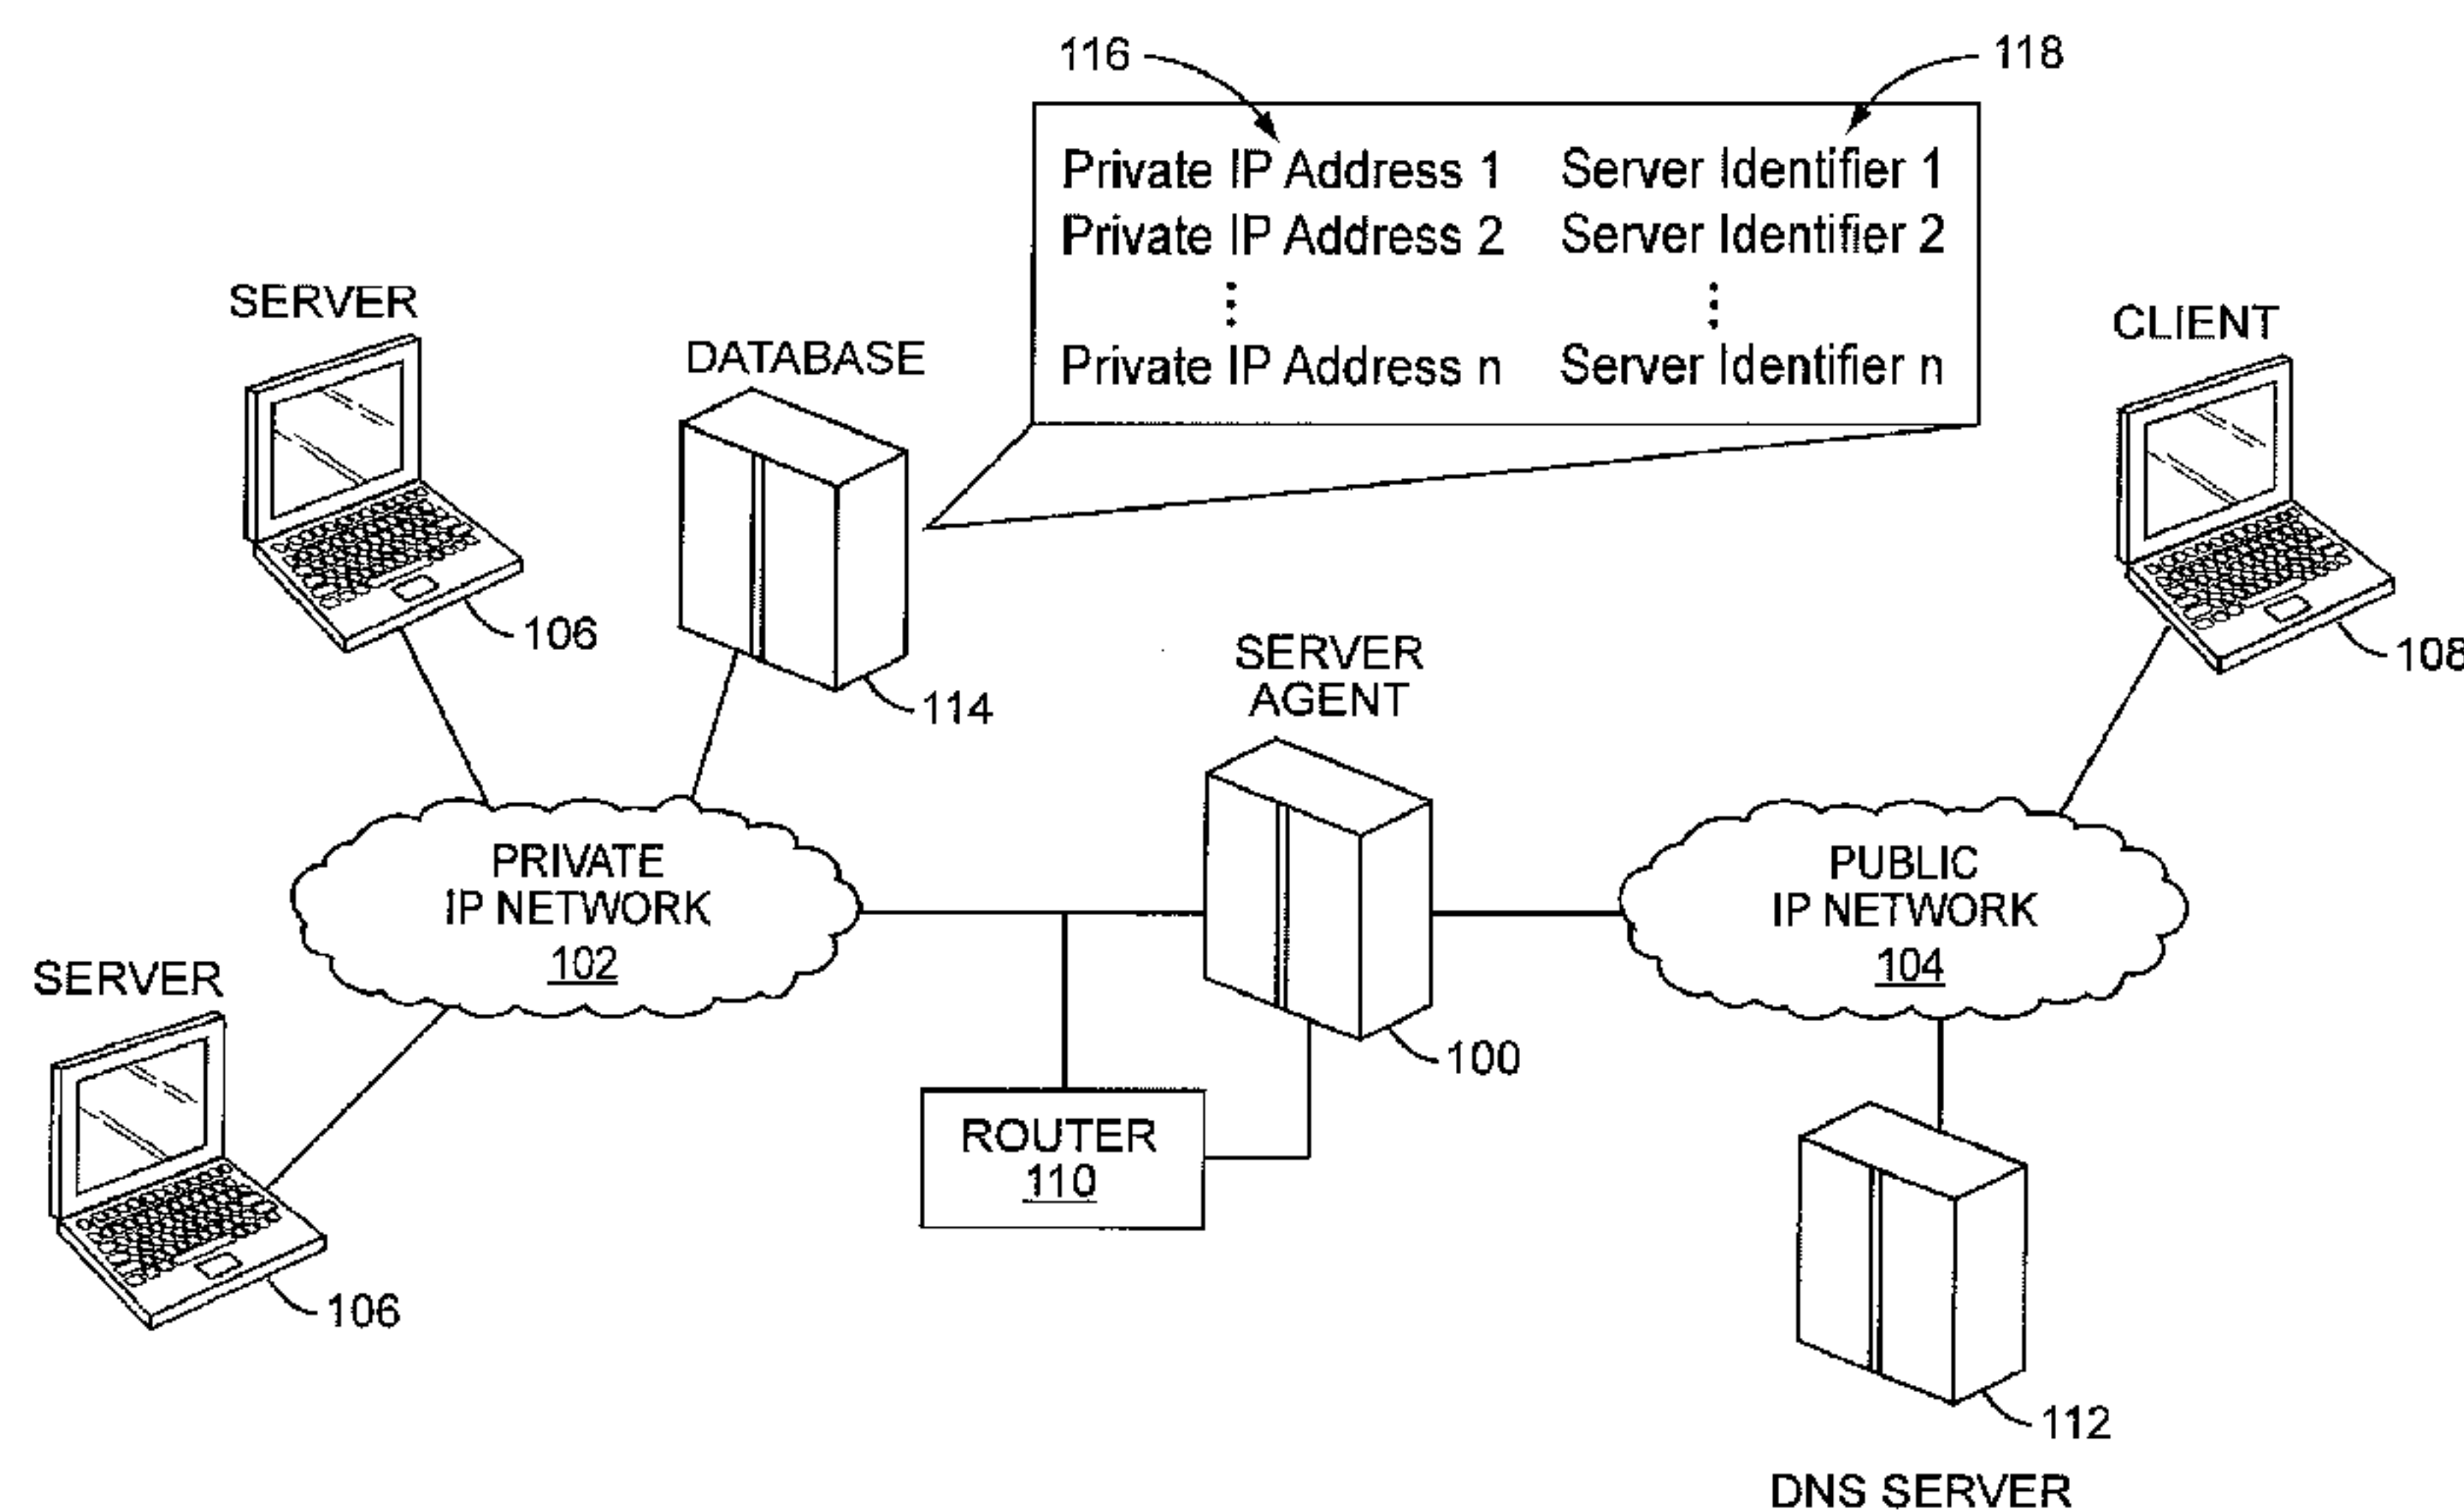 116
118
Private IP Address 1 Server Identifier 1
Private IP Address 2 Server Identifier 2
⋮ ⋮
Private IP Address n Server Identifier n
SERVER
DATABASE
CLIENT
106
114
SERVER
AGENT
108
PRIVATE
IP NETWORK
102
PUBLIC
IP NETWORK
104
SERVER
100
ROUTER
110
106
112
DNS SERVER